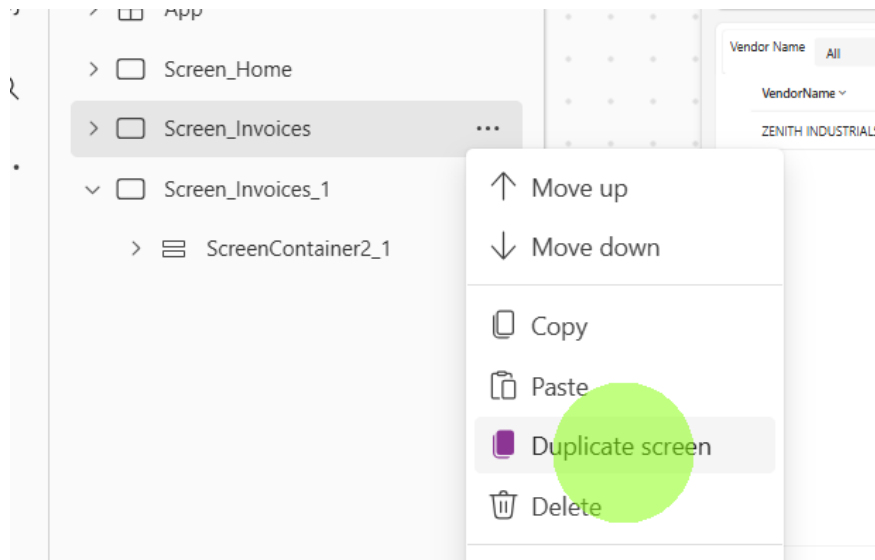 App
Screen_Home
Screen_Invoices
Screen_Invoices_1
ScreenContainer2_1
Move up
Move down
Copy
Paste
Duplicate screen
Delete
Vendor Name All
VendorName
ZENITH INDUSTRIALS